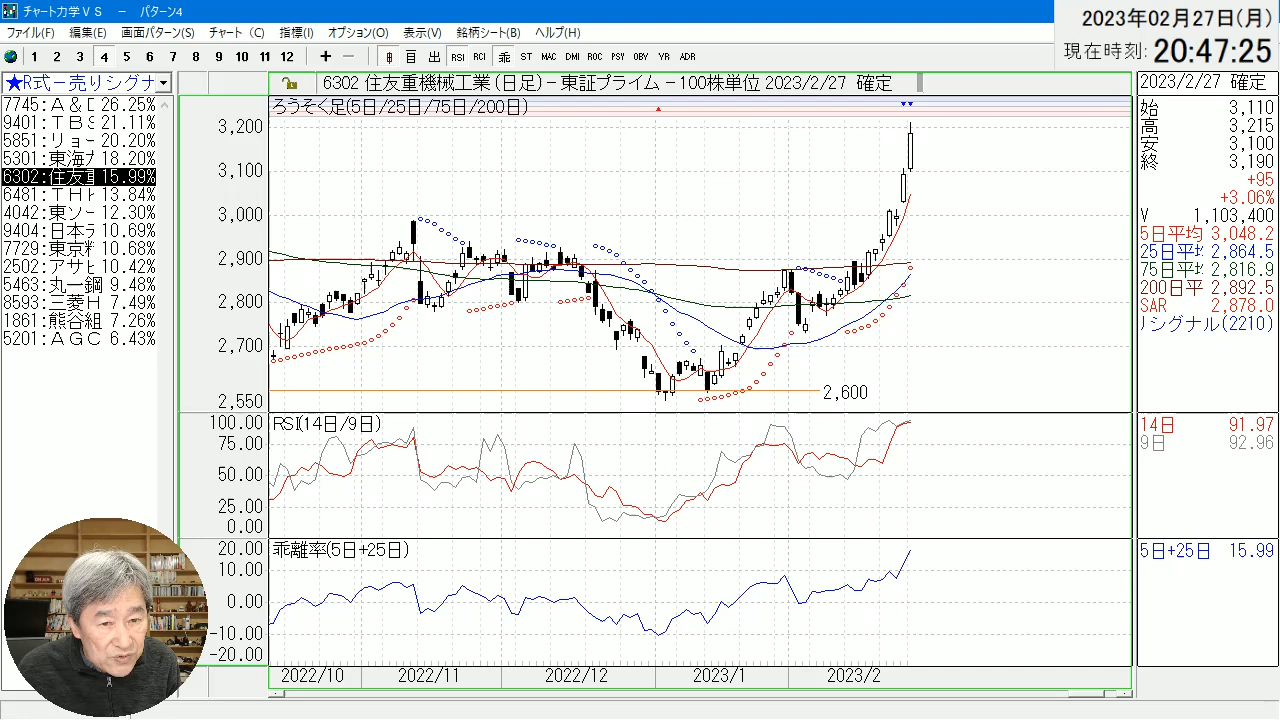 チャート力学VS － パターン4
2023年02月27日(月)
現在時刻: 20:47:25
ファイル(F) 編集(E) 画面パターン(S) チャート (C) 指標(I) オプション(O) 表示(V) 銘柄シート(B) ヘルプ(H)
1 2 3 4 5 6 7 8 9 10 11 12 + − 日 出 RSI RCI 乖 ST MAC DMI ROC PSY OBV YR ADR
★R式－売りシグナ
6302 住友重機械工業 (日足)－東証プライム －100株単位 2023/2/27 確定
2023/2/27 確定
7745:Ａ＆Ｄ 26.25%
9401:ＴＢＳ 21.11%
5851:リョー 20.20%
5301:東海カ 18.20%
6302:住友重 15.99%
6481:ＴＨＫ 13.84%
4042:東ソー 12.30%
9404:日本テ 10.69%
7729:東京精 10.68%
2502:アサヒ 10.42%
5463:丸一鋼 9.48%
8593:三菱Ｈ 7.49%
1861:熊谷組 7.26%
5201:ＡＧＣ 6.43%
ろうそく足(5日/25日/75日/200日)
3,200
3,100
3,000
2,900
2,800
2,700
2,550
2,600
始 3,110
高 3,215
安 3,100
終 3,190
+95
+3.06%
V 1,103,400
5日平均 3,048.2
25日平均 2,864.5
75日平均 2,816.9
200日平 2,892.5
SAR 2,878.0
Jシグナル(2210)
RSI(14日/9日)
100.00
75.00
50.00
25.00
0.00
14日 91.97
9日 92.96
乖離率(5日+25日)
20.00
10.00
0.00
-10.00
-20.00
5日+25日 15.99
2022/10 2022/11 2022/12 2023/1 2023/2
ON AIR